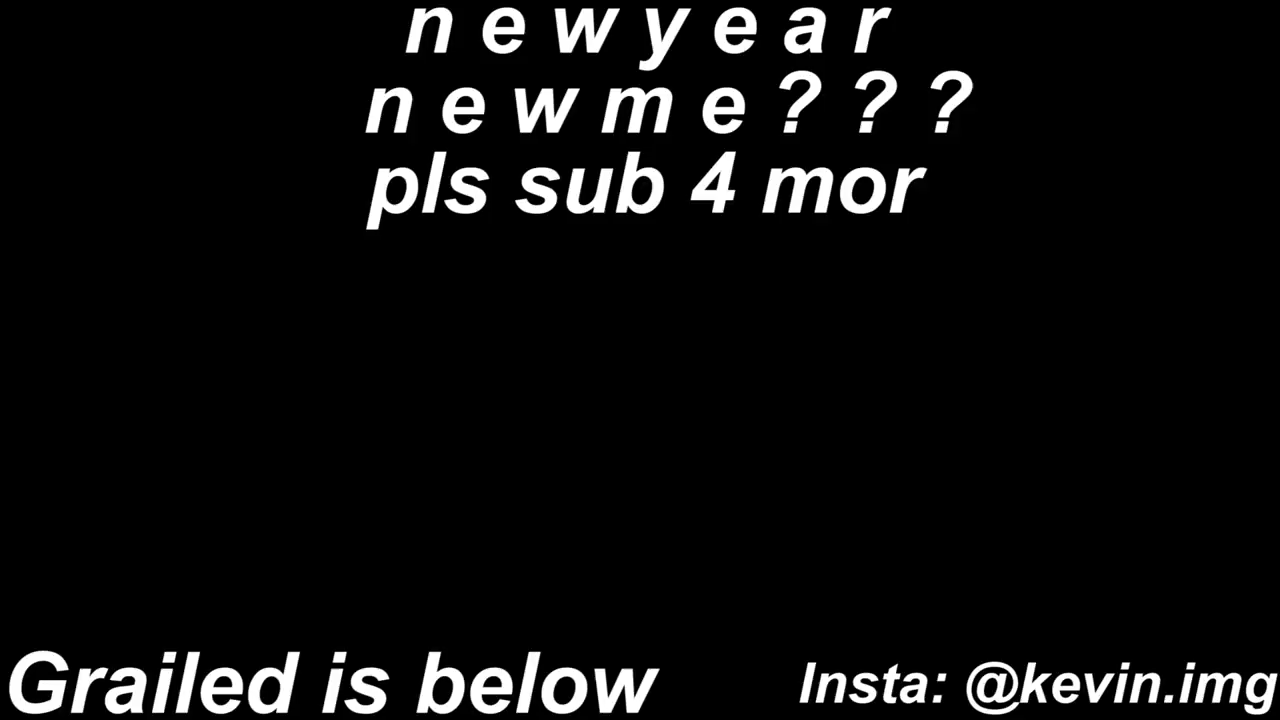 n e w y e a r
n e w m e ? ? ?
pls sub 4 mor
Grailed is below
Insta: @kevin.img